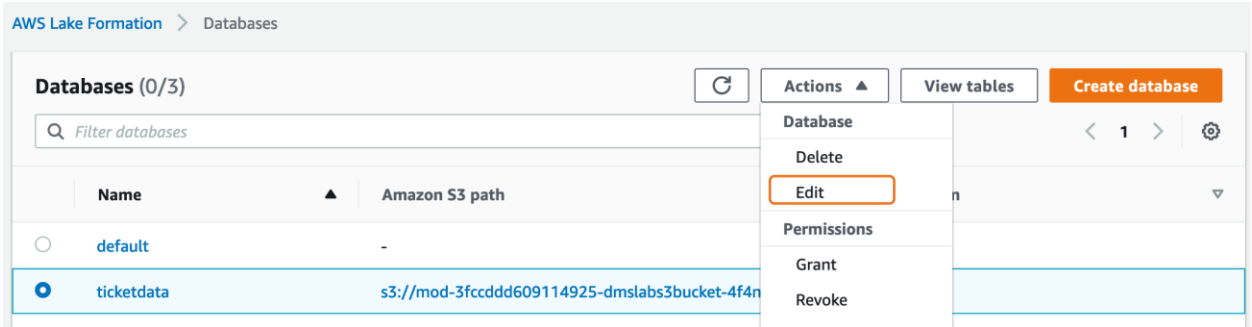 AWS Lake Formation > Databases
Databases (0/3)
Actions ▲
View tables
Create database
Filter databases
< 1 >
Database
Delete
Edit
Permissions
Grant
Revoke
Name ▲
Amazon S3 path
default
-
ticketdata
s3://mod-3fccddd609114925-dmslabs3bucket-4f4n